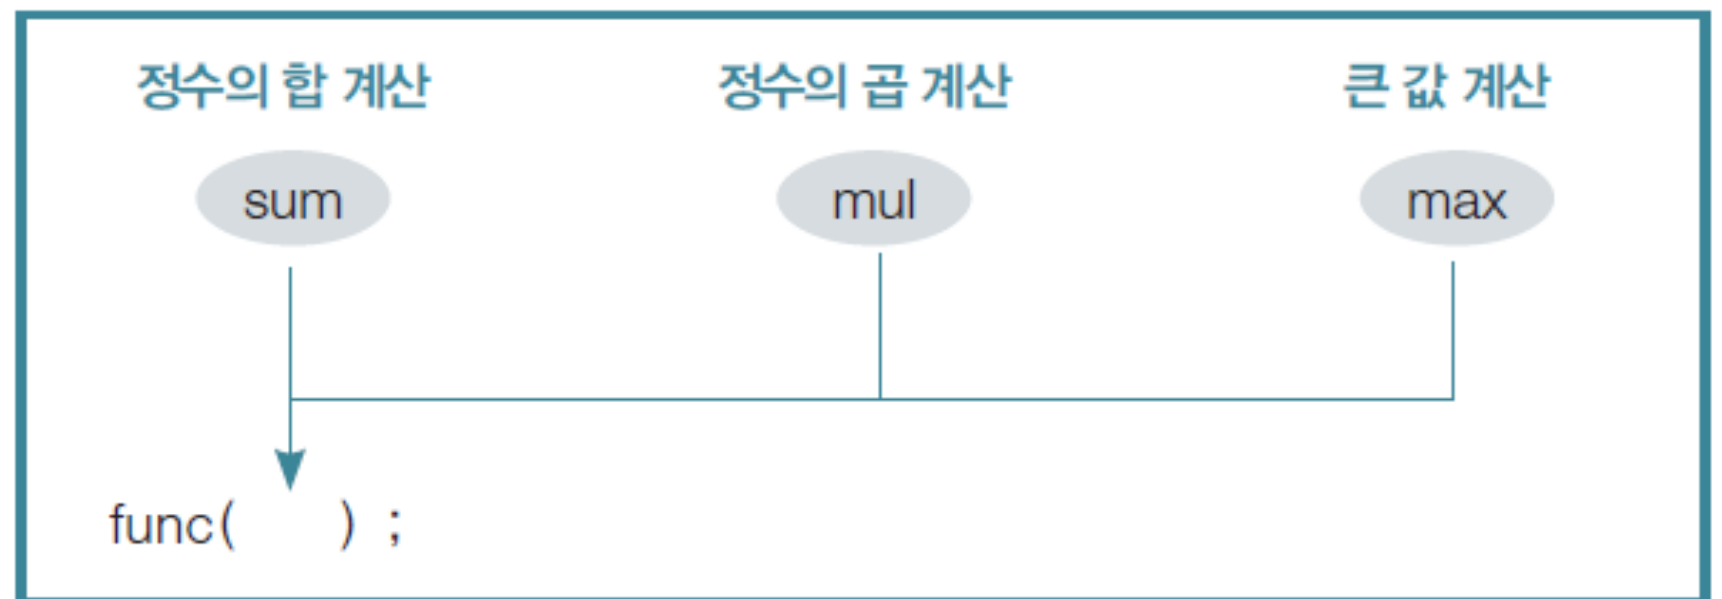 정수의 합 계산 정수의 곱 계산 큰 값 계산
sum mul max
func( ) ;